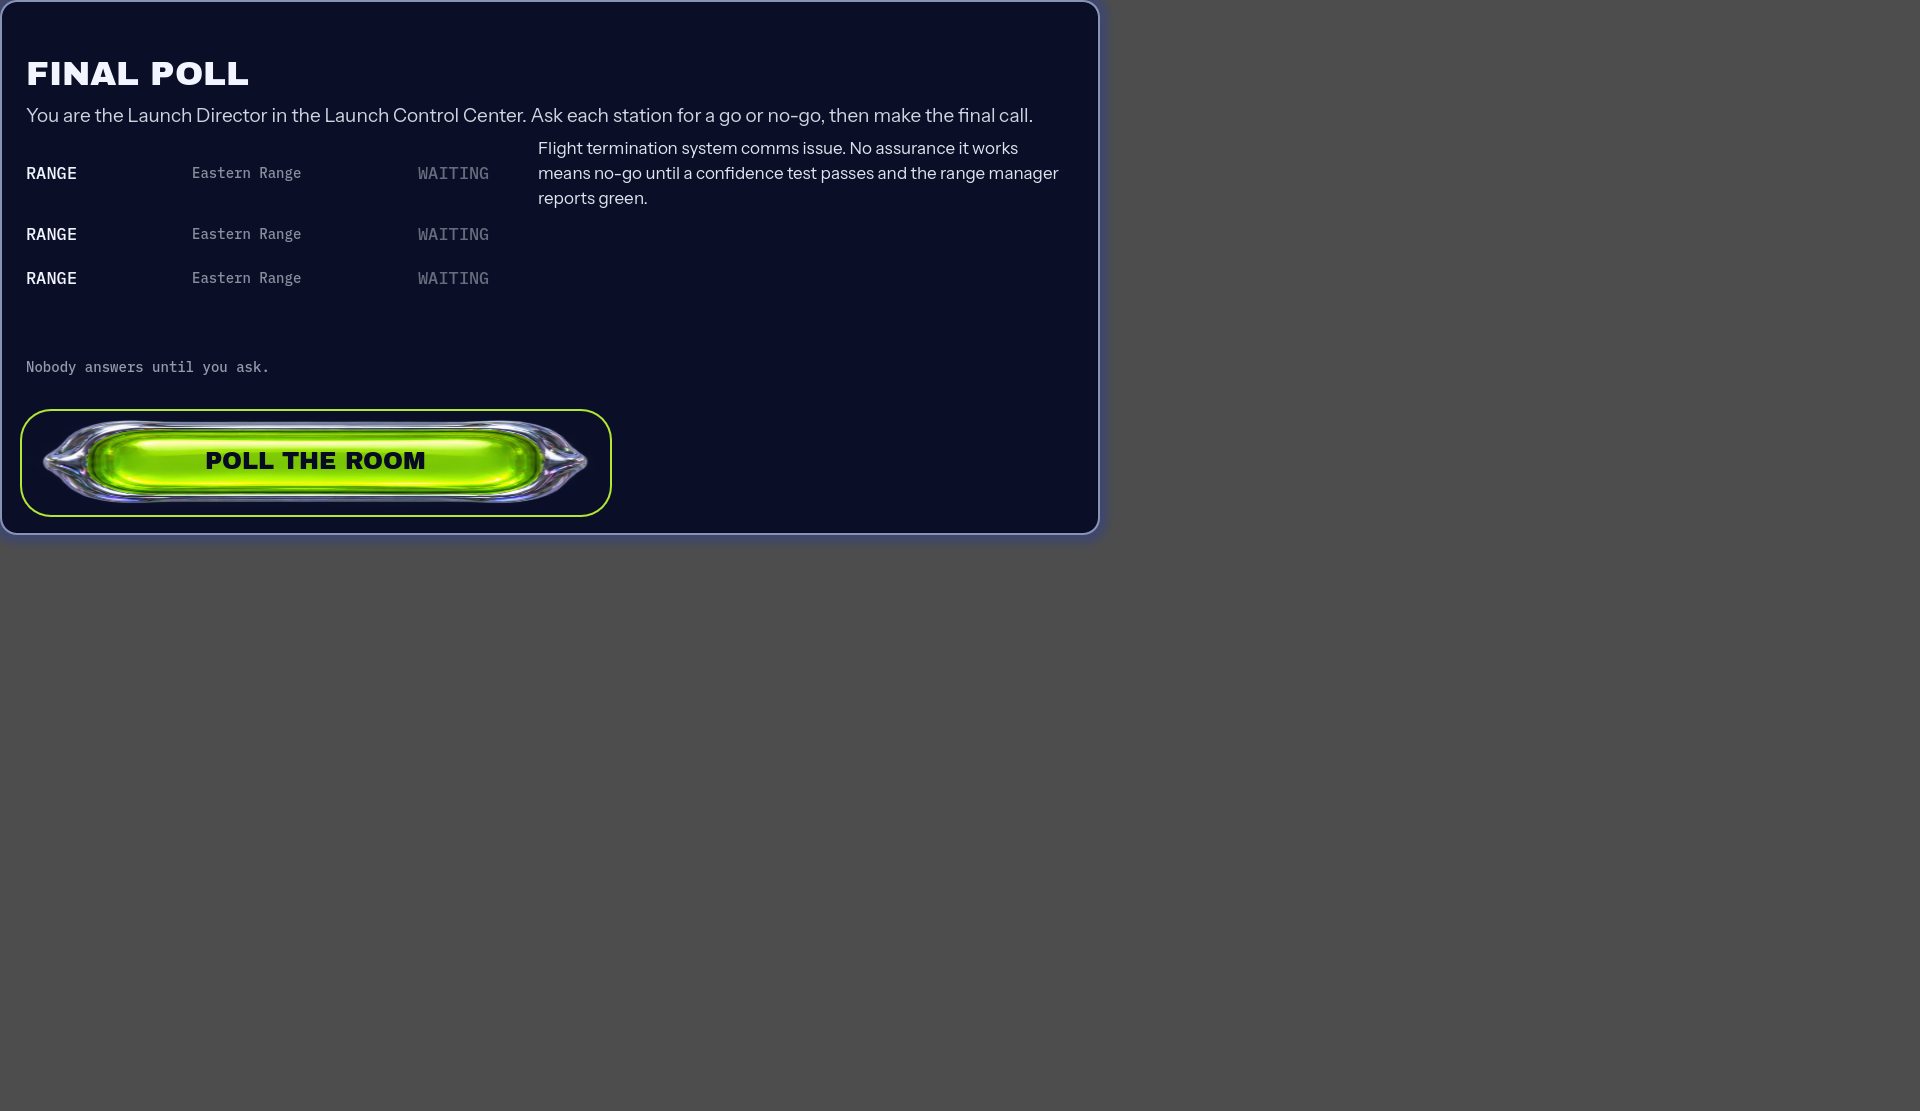 FINAL POLL
You are the Launch Director in the Launch Control Center. Ask each station for a go or no-go, then make the final call.
RANGE Eastern Range WAITING
Flight termination system comms issue. No assurance it works
means no-go until a confidence test passes and the range manager
reports green.
RANGE Eastern Range WAITING
RANGE Eastern Range WAITING
Nobody answers until you ask.
POLL THE ROOM